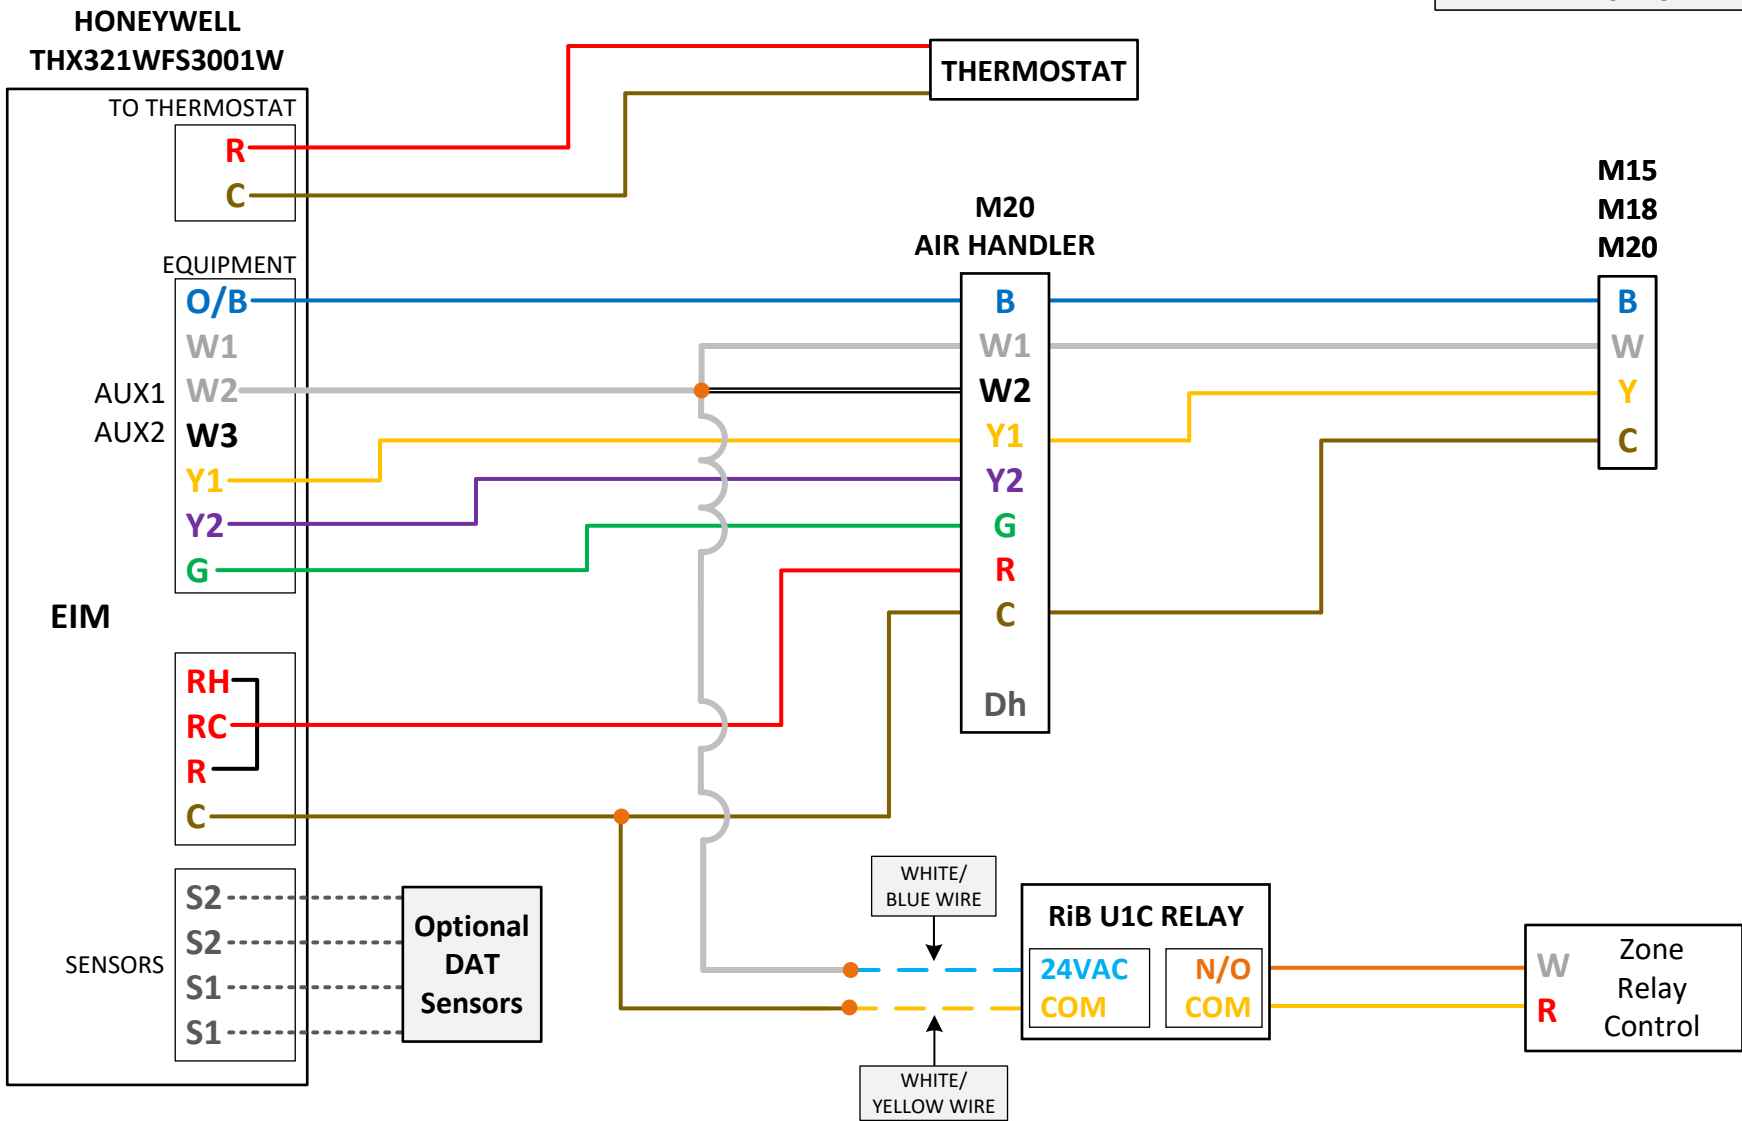 HONEYWELL
THX321WFS3001W
TO THERMOSTAT
R
C
THERMOSTAT
EQUIPMENT
O/B
W1
AUX1 W2
AUX2 W3
Y1
Y2
G
EIM
RH
RC
R
C
SENSORS
S2
S2
S1
S1
Optional
DAT
Sensors
M20
AIR HANDLER
B
W1
W2
Y1
Y2
G
R
C
Dh
M15
M18
M20
B
W
Y
C
WHITE/
BLUE WIRE
WHITE/
YELLOW WIRE
RiB U1C RELAY
24VAC N/O
COM COM
W
R
Zone
Relay
Control